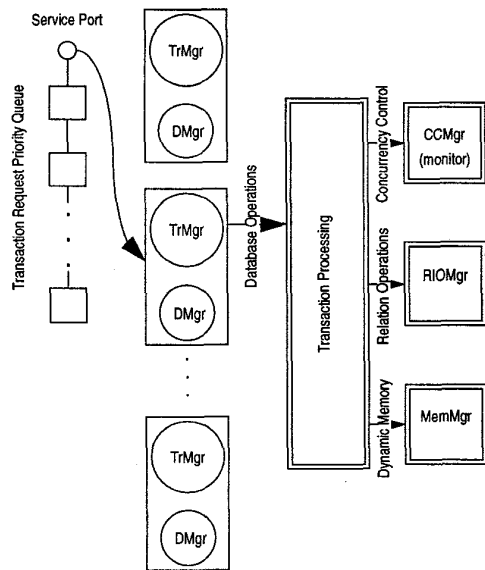 Service Port
Transaction Request Priority Queue
TrMgr
DMgr
TrMgr
DMgr
TrMgr
DMgr
Database Operations
Transaction Processing
Concurrency Control
Relation Operations
Dynamic Memory
CCMgr
(monitor)
RIOMgr
MemMgr